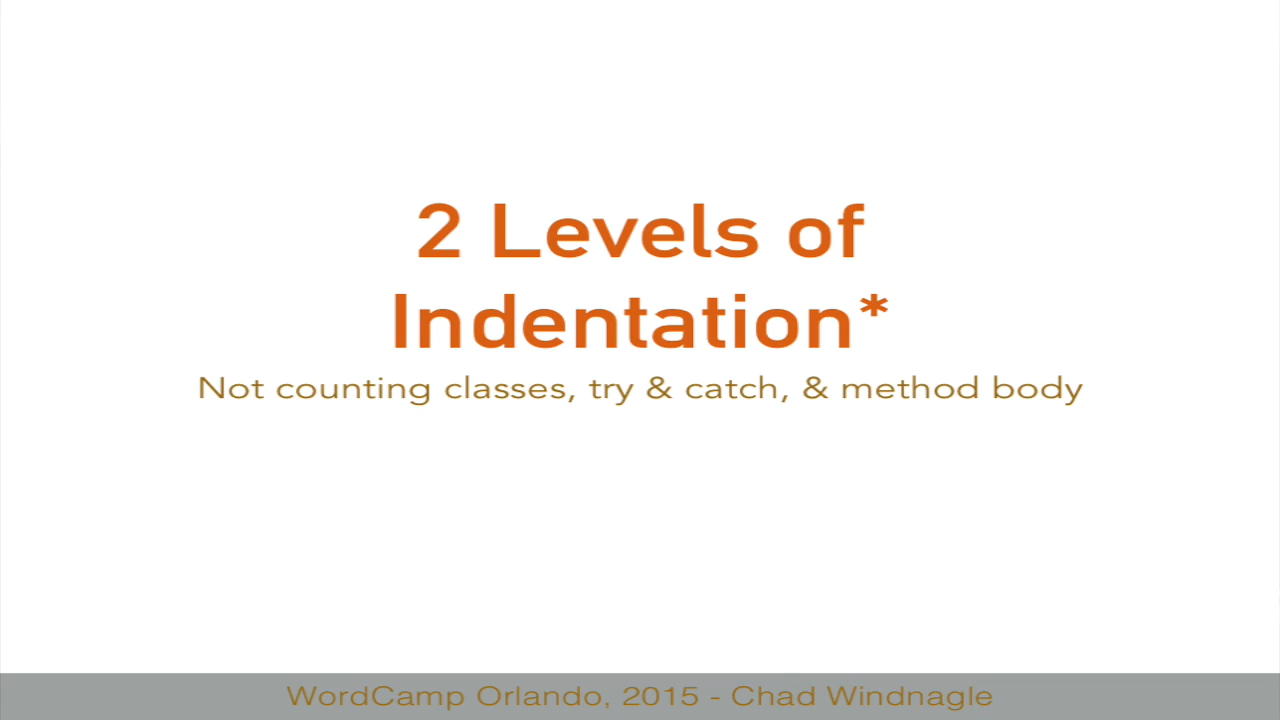 2 Levels of
Indentation*
Not counting classes, try & catch, & method body
WordCamp Orlando, 2015 - Chad Windnagle